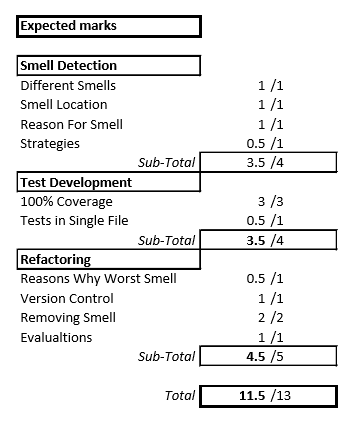 Expected marks
Smell Detection
Different Smells 1 /1
Smell Location 1 /1
Reason For Smell 1 /1
Strategies 0.5 /1
Sub-Total 3.5 /4
Test Development
100% Coverage 3 /3
Tests in Single File 0.5 /1
Sub-Total 3.5 /4
Refactoring
Reasons Why Worst Smell 0.5 /1
Version Control 1 /1
Removing Smell 2 /2
Evaluations 1 /1
Sub-Total 4.5 /5
Total 11.5 /13